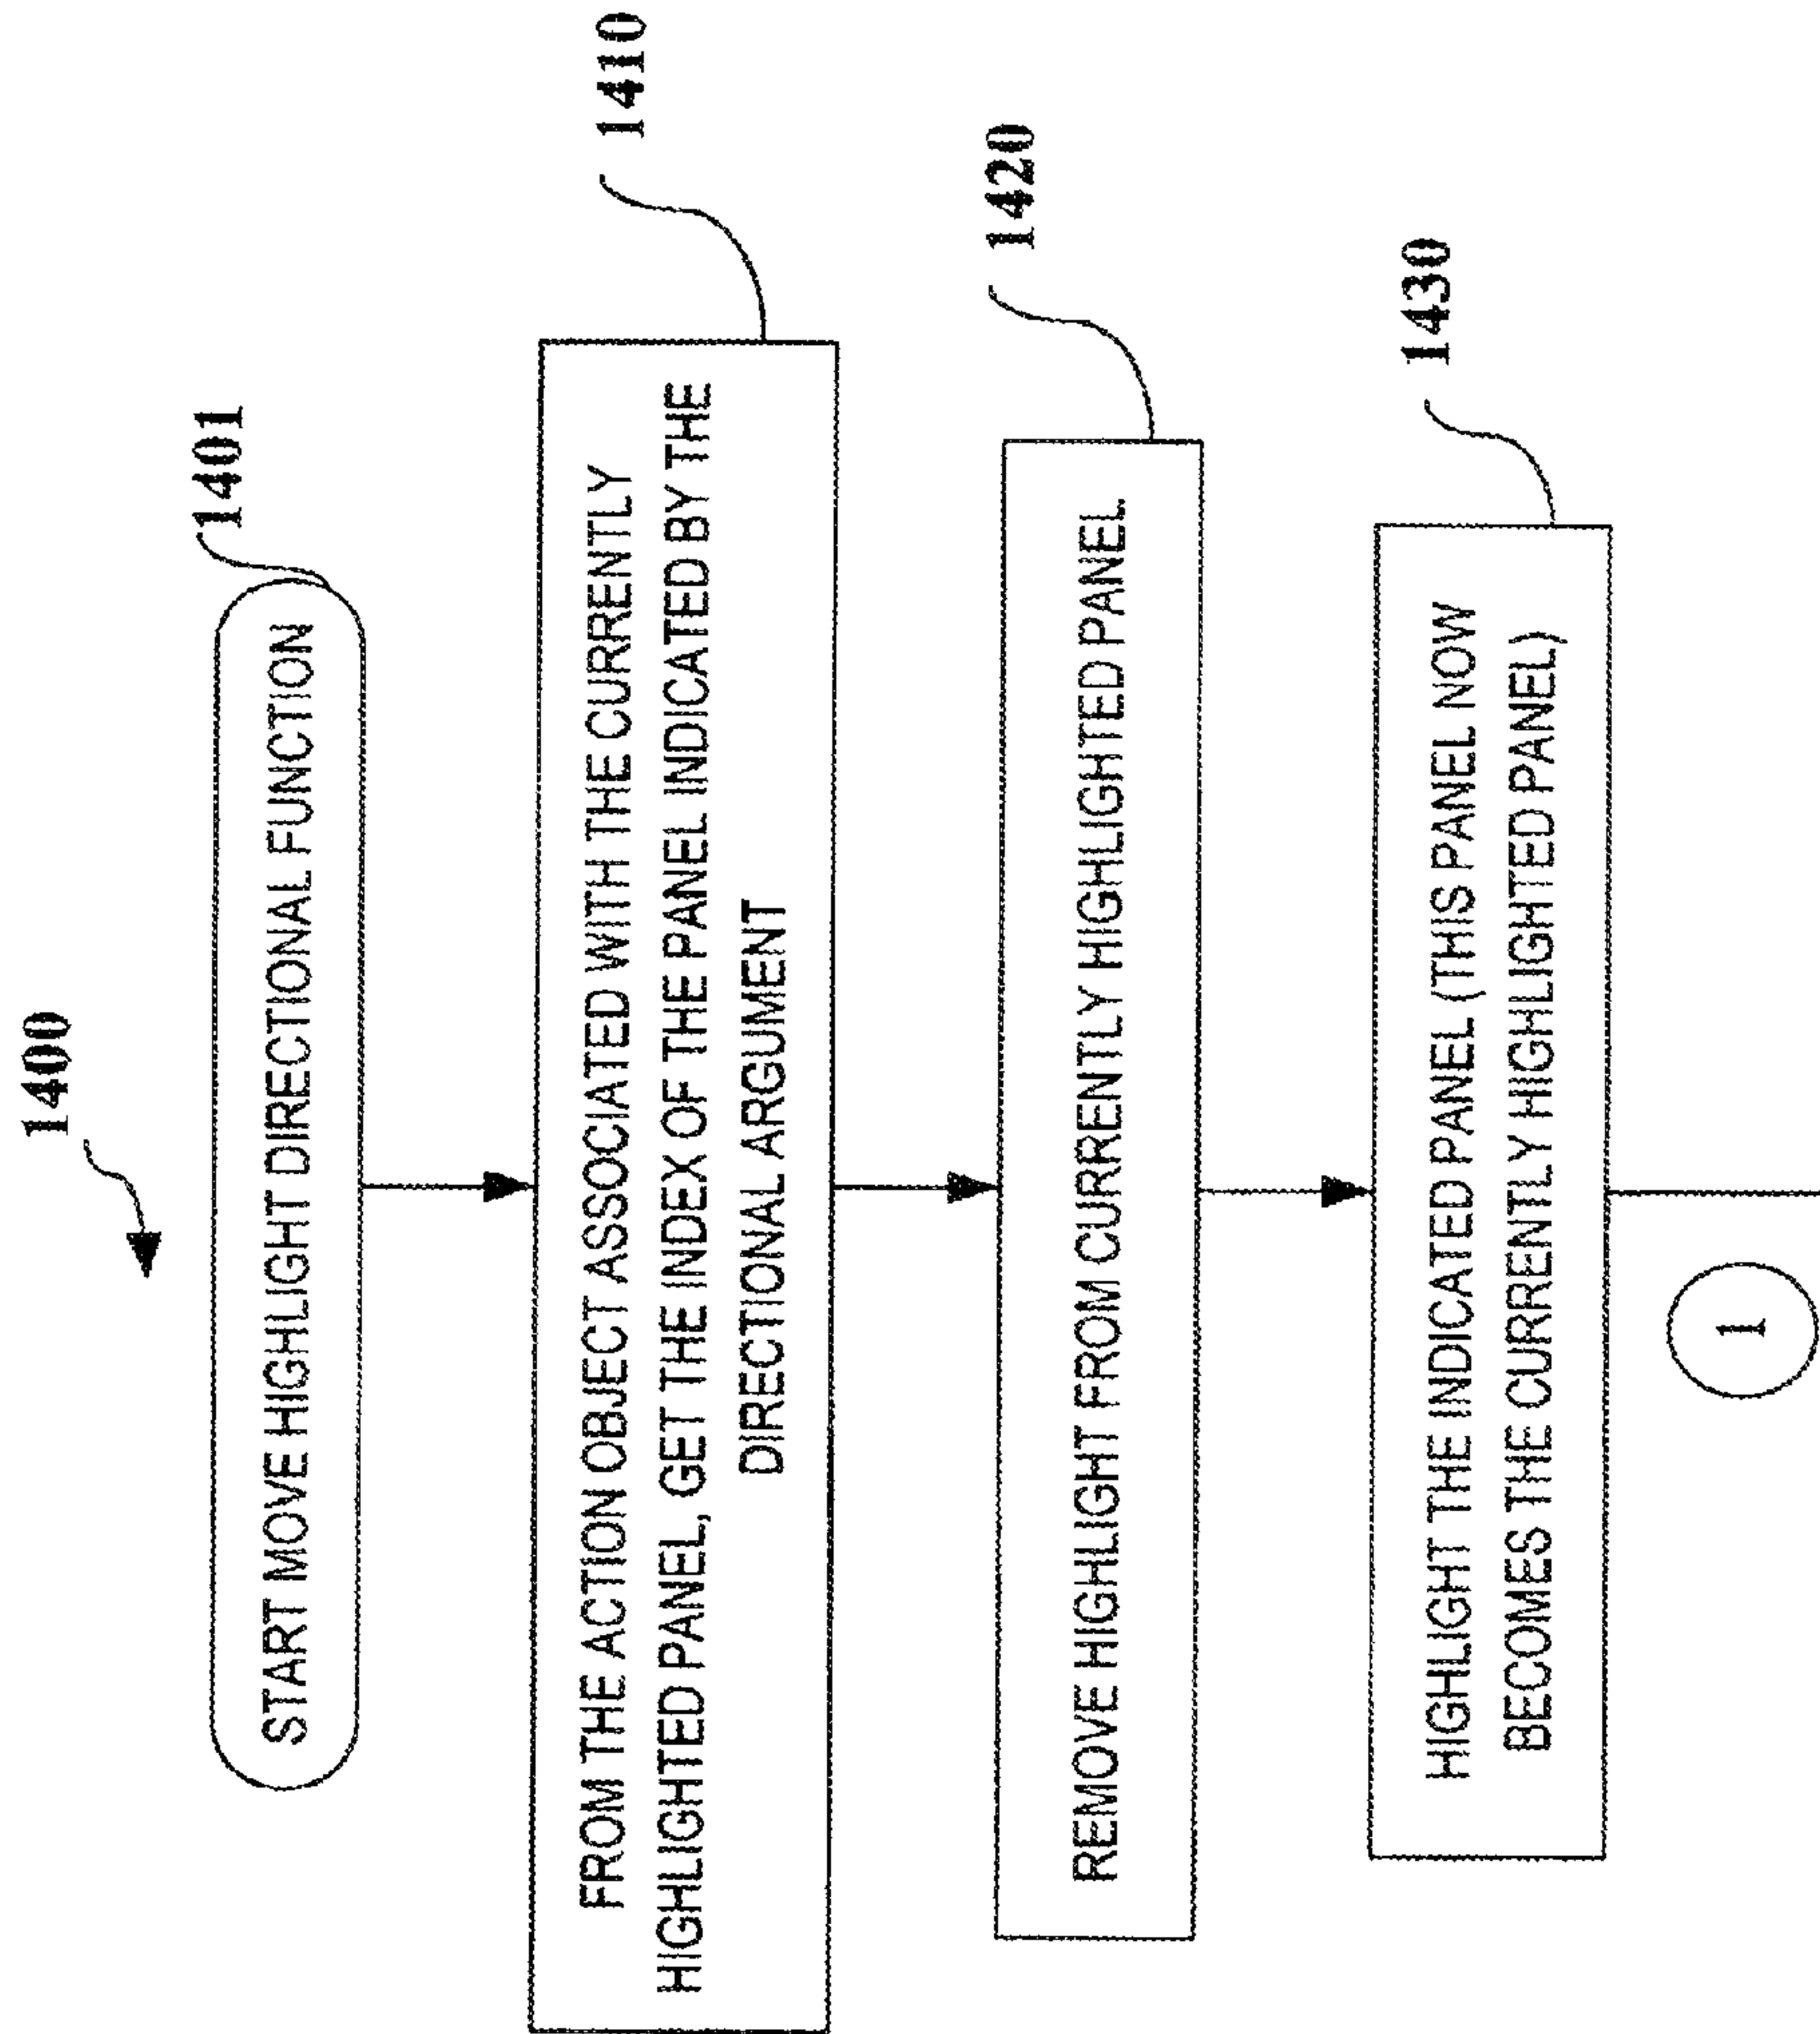 1400
START MOVE HIGHLIGHT DIRECTIONAL FUNCTION
1401
FROM THE ACTION OBJECT ASSOCIATED WITH THE CURRENTLY
HIGHLIGHTED PANEL, GET THE INDEX OF THE PANEL INDICATED BY THE
DIRECTIONAL ARGUMENT
1410
REMOVE HIGHLIGHT FROM CURRENTLY HIGHLIGHTED PANEL
1420
HIGHLIGHT THE INDICATED PANEL (THIS PANEL NOW
BECOMES THE CURRENTLY HIGHLIGHTED PANEL)
1430
1